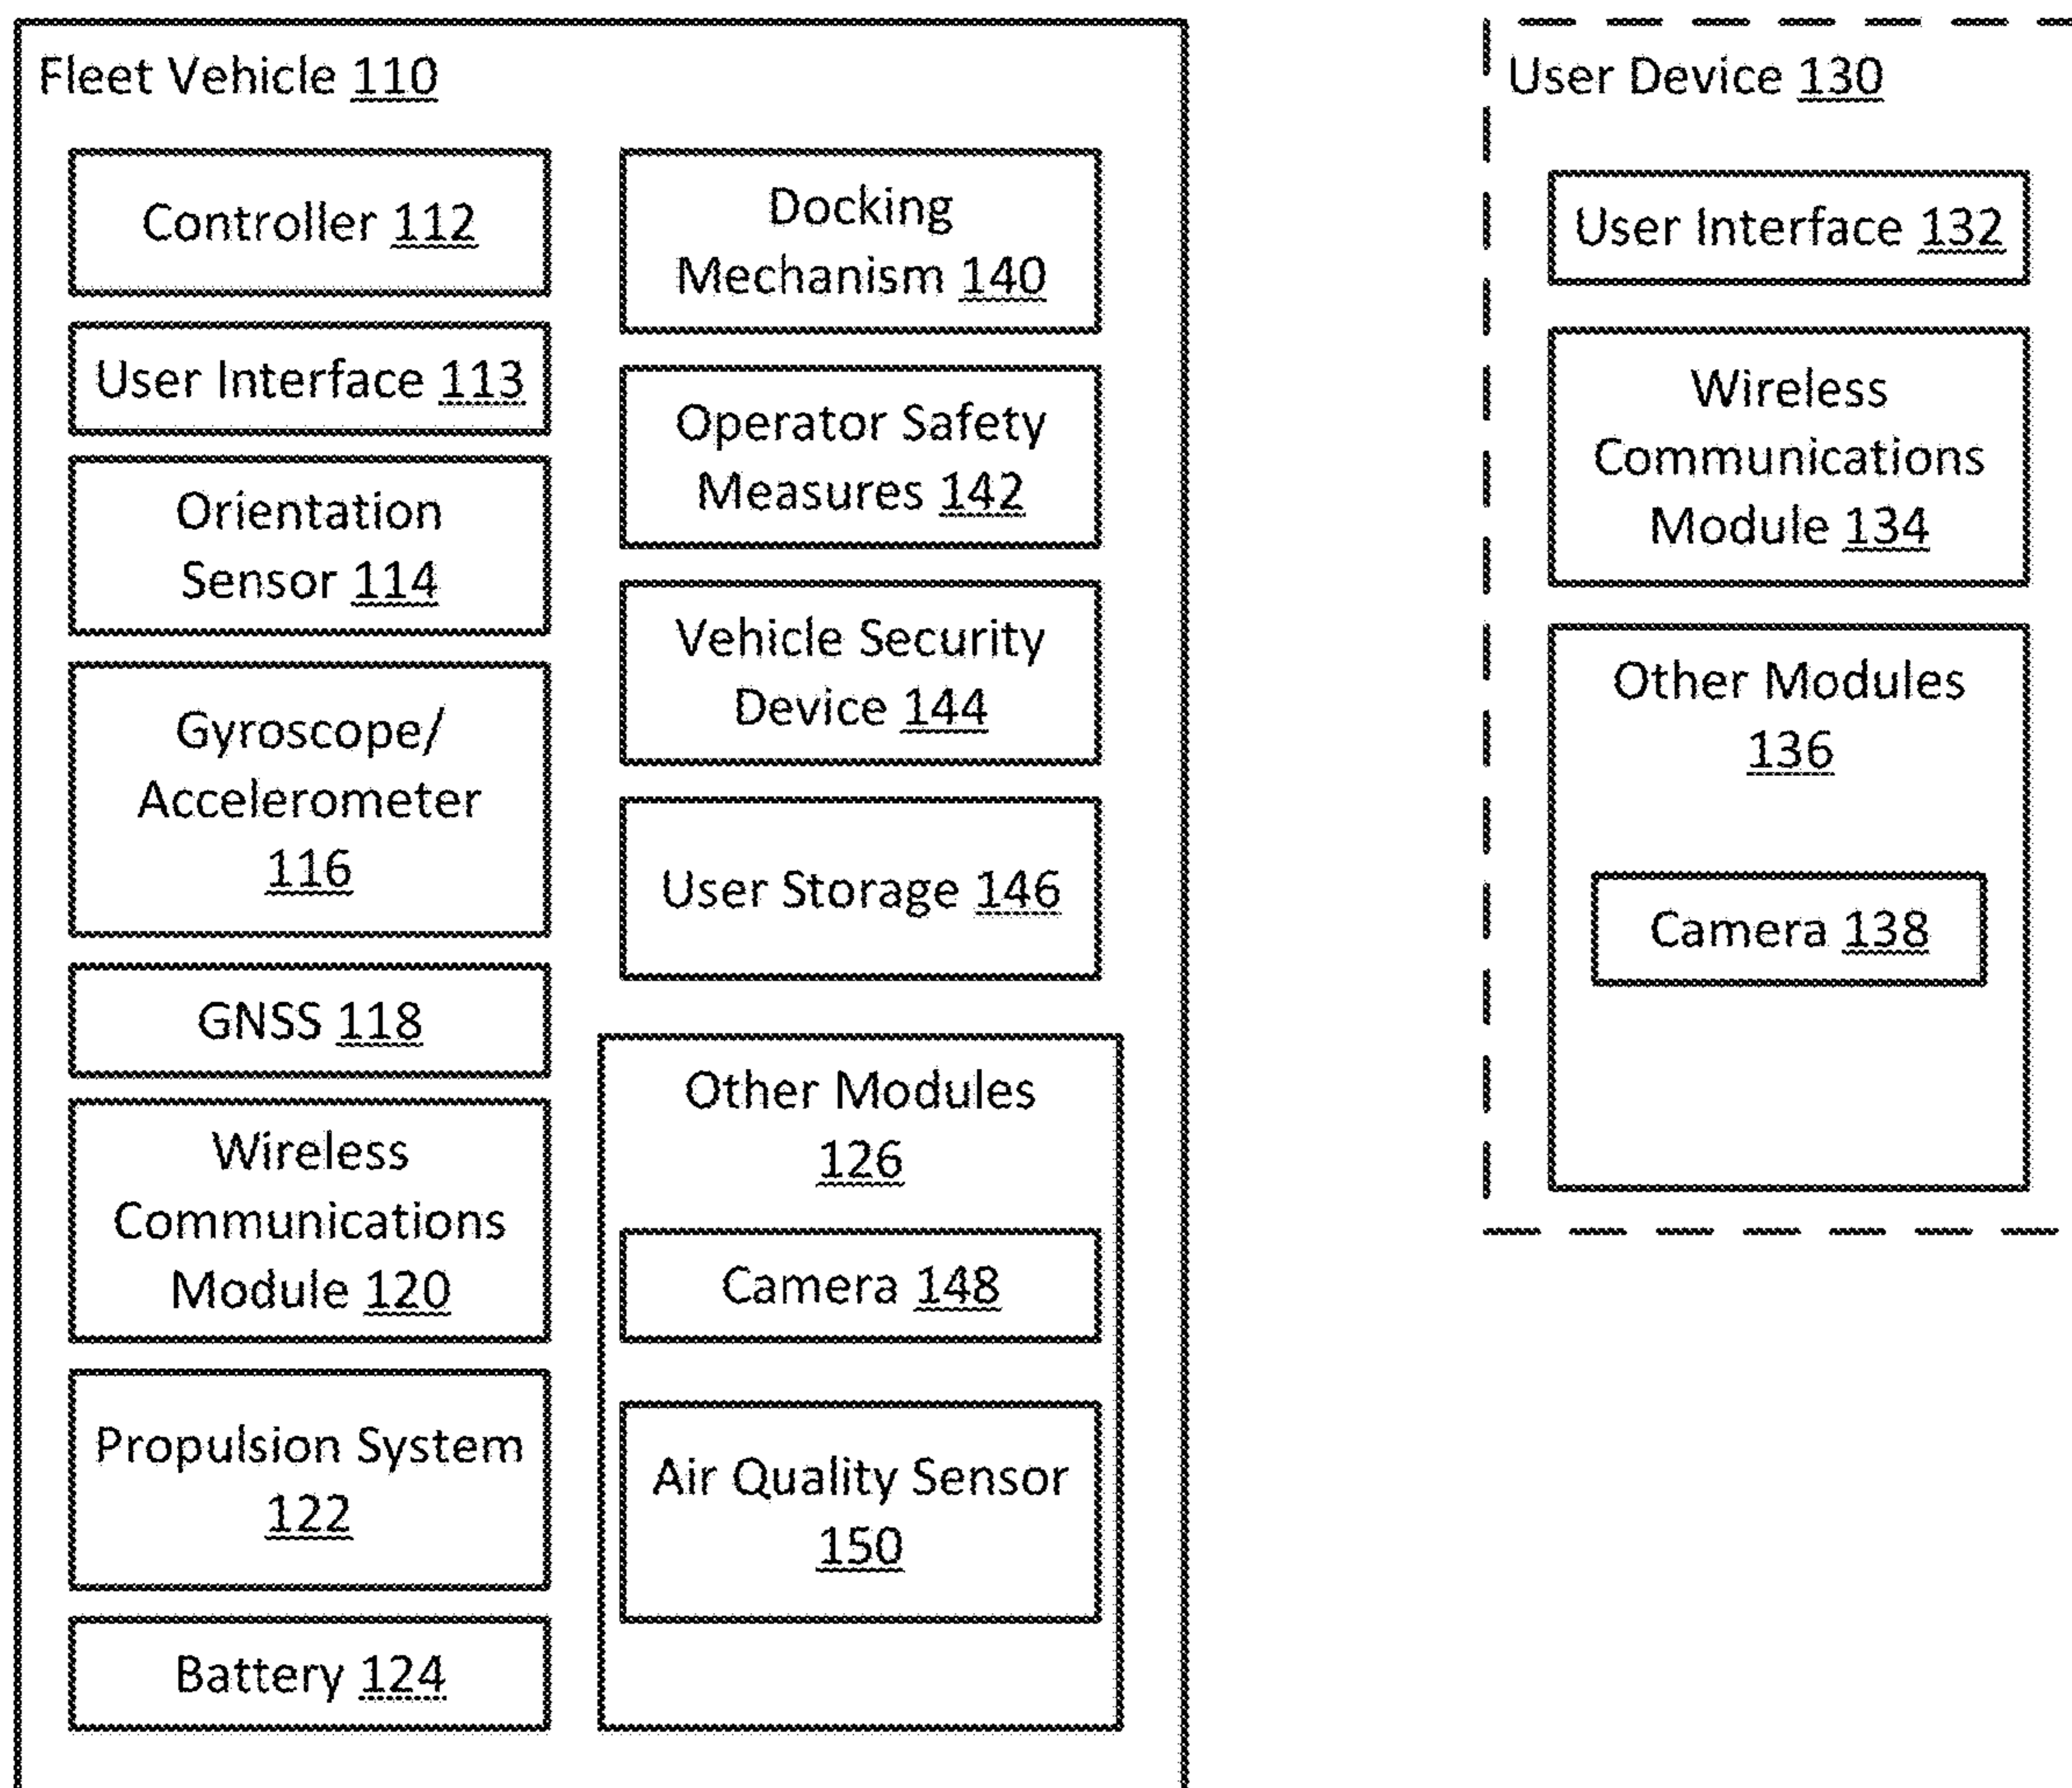 Fleet Vehicle 110
Controller 112
User Interface 113
Orientation
Sensor 114
Gyroscope/
Accelerometer
116
GNSS 118
Wireless
Communications
Module 120
Propulsion System
122
Battery 124
Docking
Mechanism 140
Operator Safety
Measures 142
Vehicle Security
Device 144
User Storage 146
Other Modules
126
Camera 148
Air Quality Sensor
150
User Device 130
User Interface 132
Wireless
Communications
Module 134
Other Modules
136
Camera 138